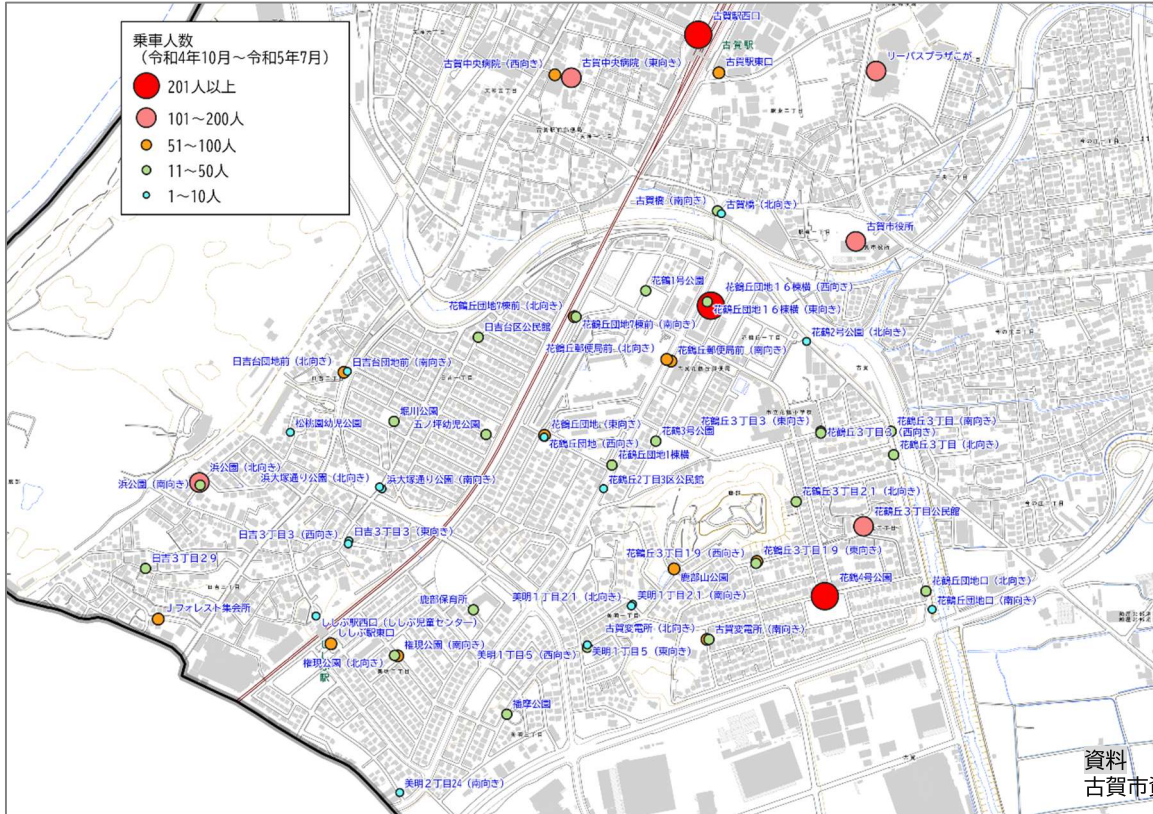 乗車人数
（令和4年10月～令和5年7月）
201人以上
101～200人
51～100人
11～50人
1～10人
古賀駅西口
古賀駅
古賀中央病院（西向き）
古賀中央病院（東向き）
古賀駅東口
リーパスプラザこが
古賀橋（南向き）
古賀橋（北向き）
古賀市役所
花鶴1号公園
花鶴丘団地１６棟横（西向き）
花鶴丘団地１６棟横（東向き）
花鶴丘団地7棟前（北向き）
花鶴丘団地7棟前（南向き）
日吉台区公民館
花鶴丘郵便局前（北向き）
花鶴丘郵便局前（南向き）
花鶴2号公園（北向き）
日吉台団地前（北向き）
日吉台団地前（南向き）
堀川公園
五ノ坪幼児公園
松桃園幼児公園
花鶴丘団地（東向き）
花鶴丘団地（西向き）
花鶴3号公園
花鶴丘３丁目３（東向き）
花鶴丘３丁目３（西向き）
花鶴丘３丁目（南向き）
花鶴丘３丁目（北向き）
花鶴丘団地1棟横
浜公園（北向き）
浜公園（南向き）
浜大塚通り公園（北向き）
浜大塚通り公園（南向き）
花鶴丘2丁目3区公民館
花鶴丘３丁目２１（北向き）
花鶴丘３丁目公民館
日吉３丁目３（西向き）
日吉３丁目３（東向き）
日吉３丁目２９
花鶴丘３丁目１９（西向き）
花鶴丘３丁目１９（東向き）
鹿部山公園
花鶴4号公園
花鶴丘団地口（北向き）
花鶴丘団地口（南向き）
Ｊフォレスト集会所
鹿部保育所
美明１丁目２１（北向き）
美明１丁目２１（南向き）
ししぶ駅西口（ししぶ児童センター）
ししぶ駅東口
古賀変電所（北向き）
古賀変電所（南向き）
権現公園（南向き）
権現公園（北向き）
駅
美明１丁目５（西向き）
美明１丁目５（東向き）
播摩公園
美明２丁目24（南向き）
資料
古賀市資